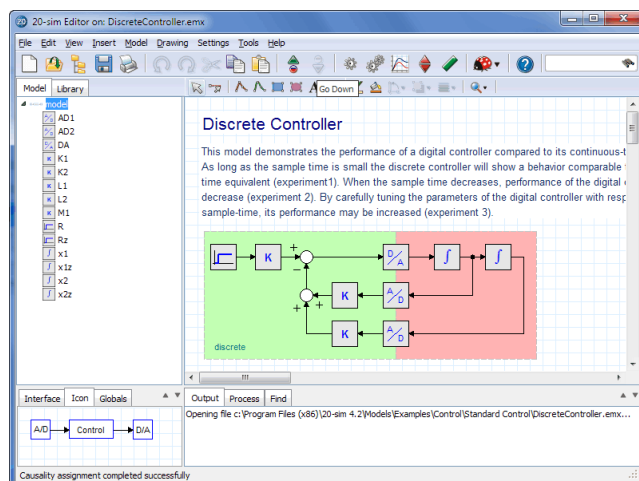 20-sim Editor on: DiscreteController.emx
File Edit View Insert Model Drawing Settings Tools Help
Model Library
Go Down
model
AD1
AD2
DA
K1
K2
L1
L2
M1
R
Rz
x1
x1z
x2
x2z
Discrete Controller
This model demonstrates the performance of a digital controller compared to its continuous-t
As long as the sample time is small the discrete controller will show a behavior comparable
time equivalent (experiment1). When the sample time decreases, performance of the digital
decrease (experiment 2). By carefully tuning the parameters of the digital controller with resp
sample-time, its performance may be increased (experiment 3).
K D/A ∫ ∫
K A/D
K A/D
discrete
Interface Icon Globals
A/D Control D/A
Output Process Find
Opening file c:\Program Files (x86)\20-sim 4.2\Models\Examples\Control\Standard Control\DiscreteController.emx...
Causality assignment completed successfully